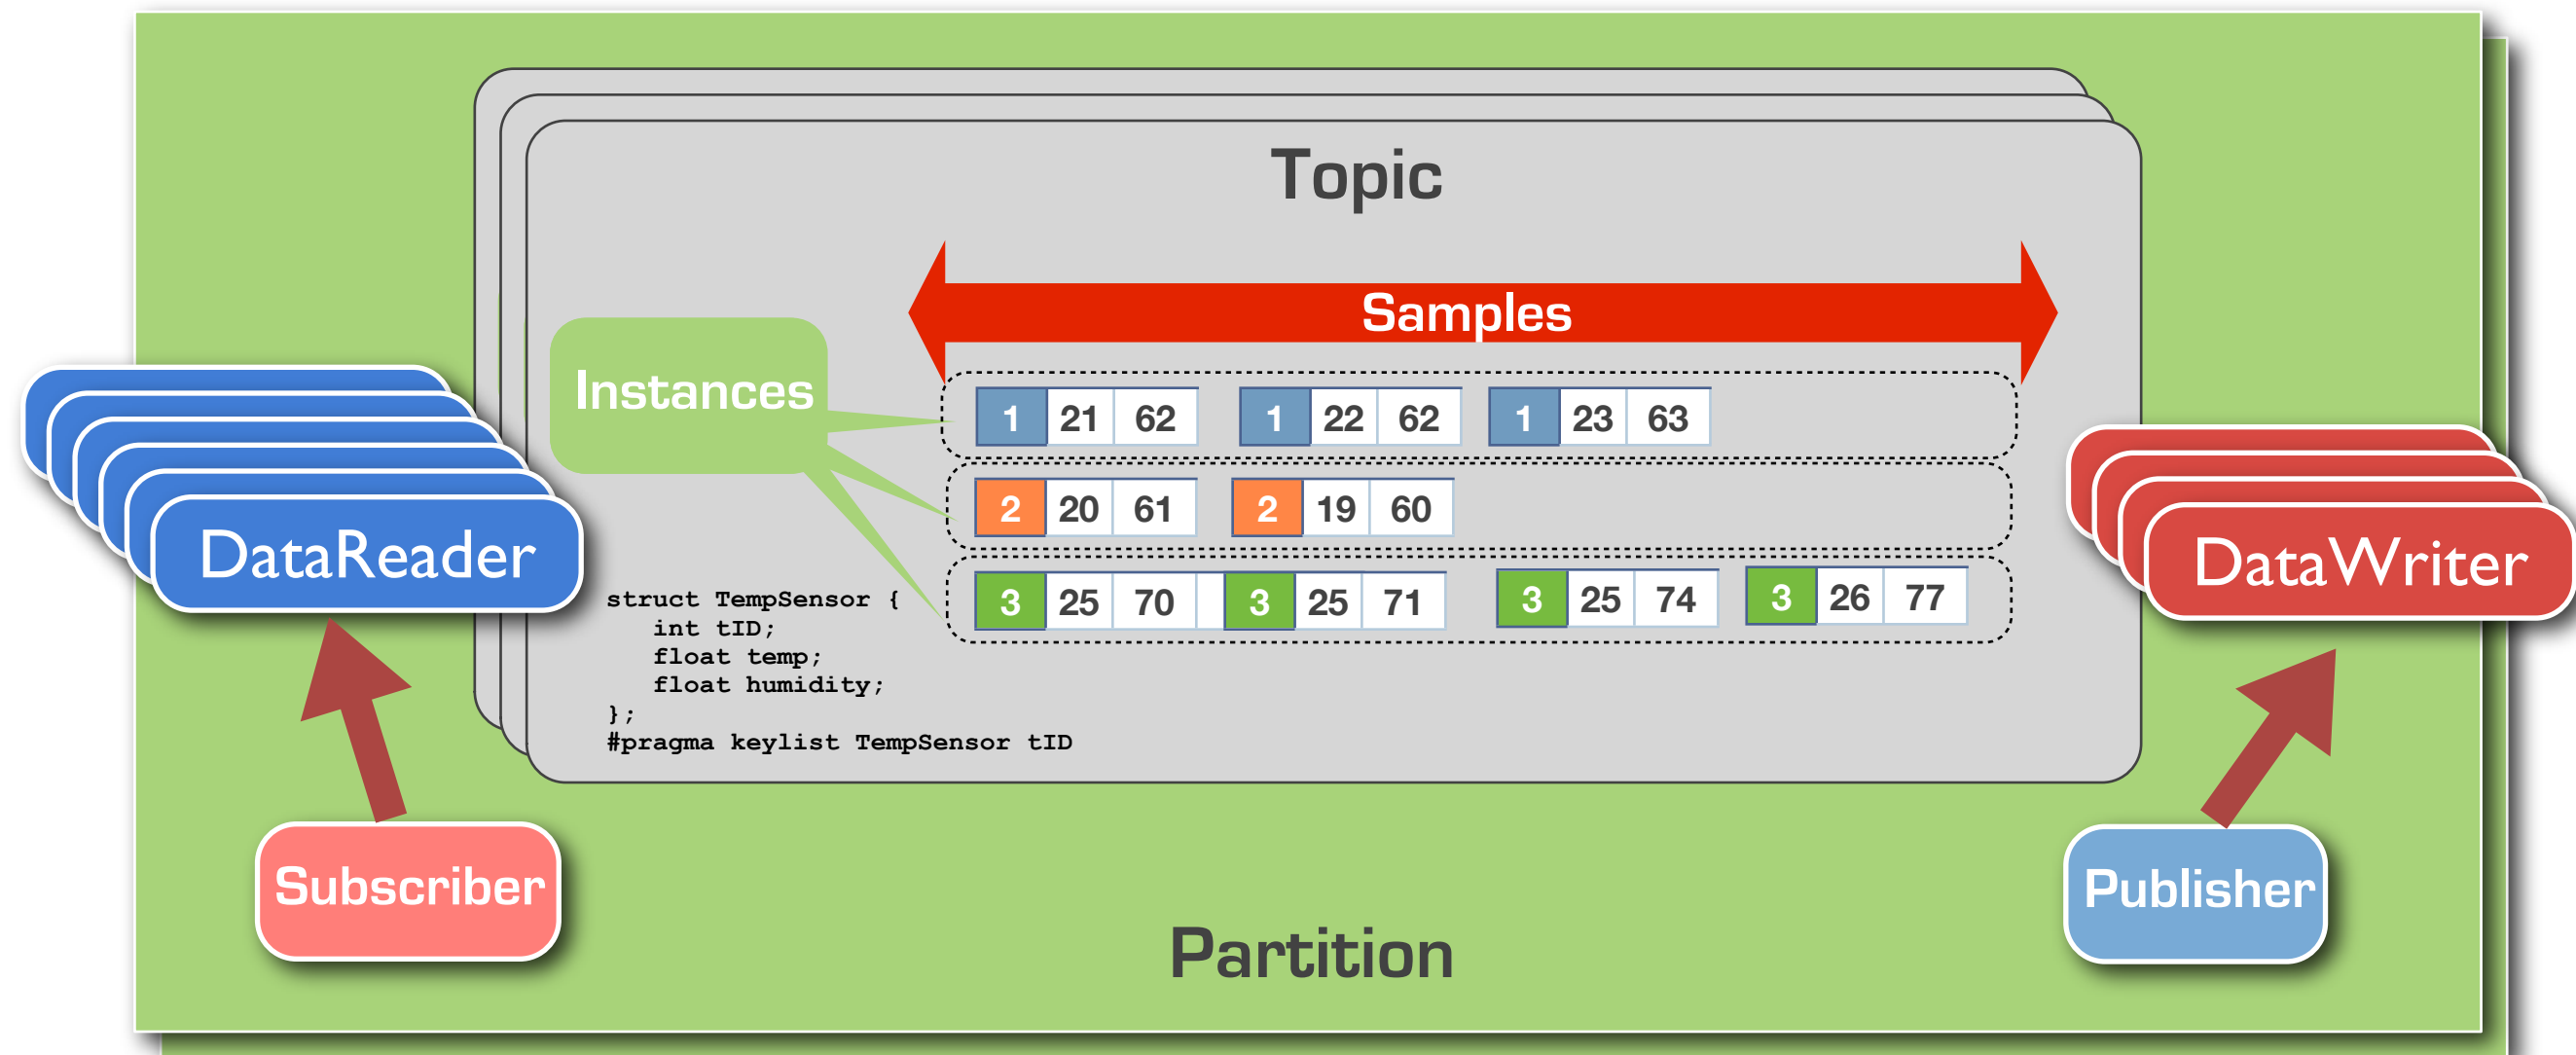 Topic
Samples
Instances
1 21 62 1 22 62 1 23 63
2 20 61 2 19 60
3 25 70 3 25 71 3 25 74 3 26 77
DataReader
DataWriter
struct TempSensor {
int tID;
float temp;
float humidity;
};
#pragma keylist TempSensor tID
Subscriber
Publisher
Partition